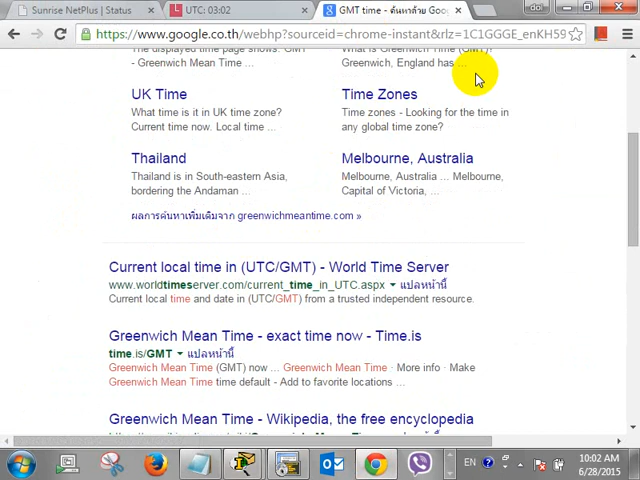 Sunrise NetPlus | Status
UTC: 03:02
GMT time - ค้นหาด้วย Goo
doi
https://www.google.co.th/webhp?sourceid=chrome-instant&rlz=1C1GGGE_enKH59
The displayed time page shows: GMT
- Greenwich Mean Time ...
What is Greenwich Time (GMT)?
Greenwich, England has ...
UK Time
What time is it in UK time zone?
Current time now. Local time ...
Time Zones
Time zones - Looking for the time in
any global time zone?
Thailand
Thailand is in South-eastern Asia,
bordering the Andaman ...
Melbourne, Australia
Melbourne, Australia ... Melbourne,
Capital of Victoria, ...
ผลการค้นหาเพิ่มเติมจาก greenwichmeantime.com »
Current local time in (UTC/GMT) - World Time Server
www.worldtimeserver.com/current_time_in_UTC.aspx ▾ แปลหน้านี้
Current local time and date in (UTC/GMT) from a trusted independent resource.
Greenwich Mean Time - exact time now - Time.is
time.is/GMT ▾ แปลหน้านี้
Greenwich Mean Time (GMT) now ... Greenwich Mean Time · More info · Make
Greenwich Mean Time time default - Add to favorite locations ...
Greenwich Mean Time - Wikipedia, the free encyclopedia
EN
10:02 AM
6/28/2015